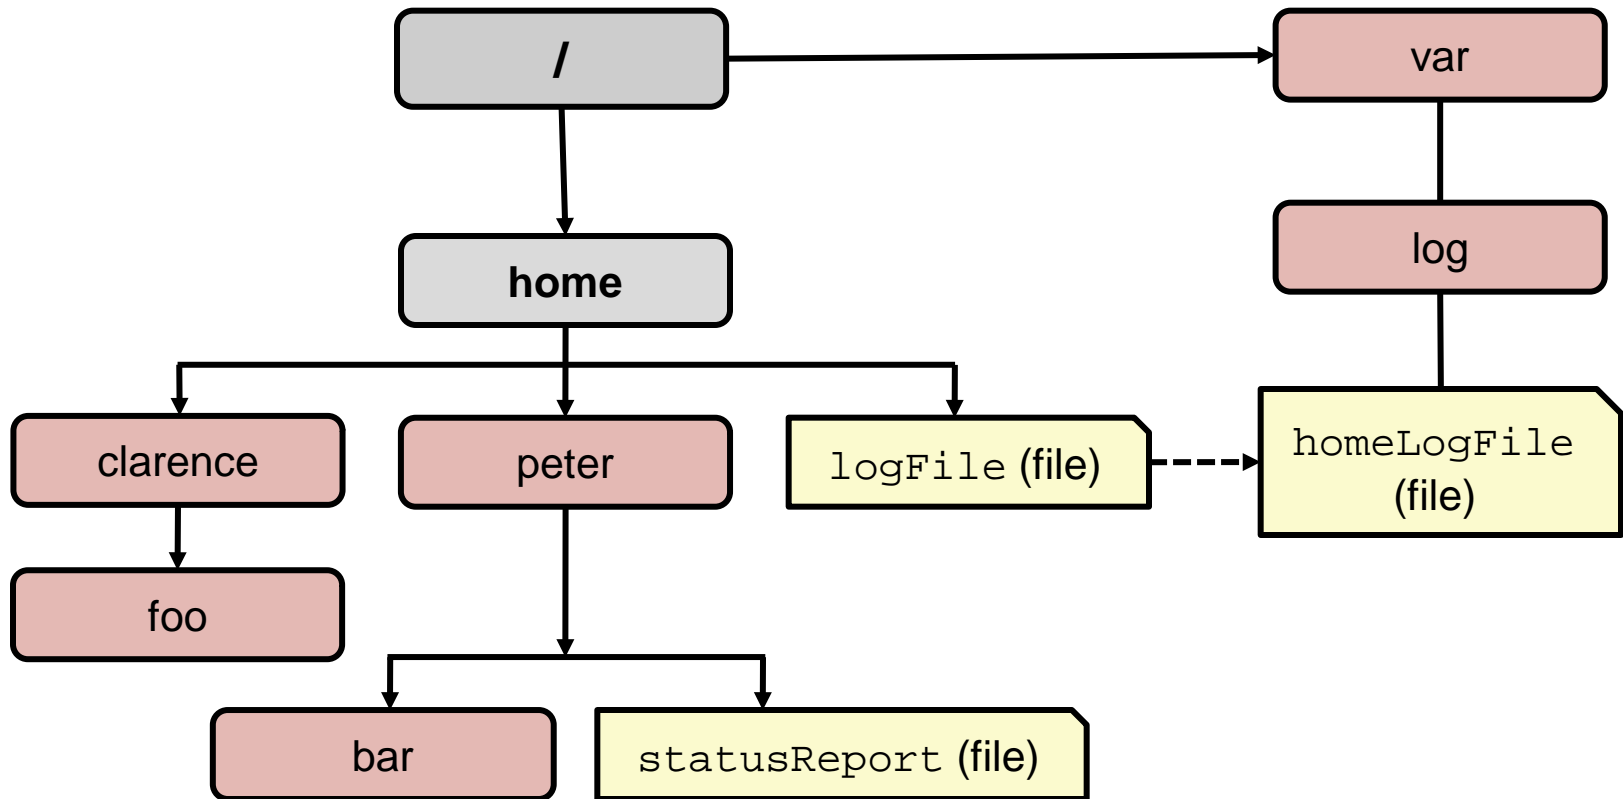 /
var
home
log
clarence
peter
logFile (file)
homeLogFile
(file)
foo
bar
statusReport (file)